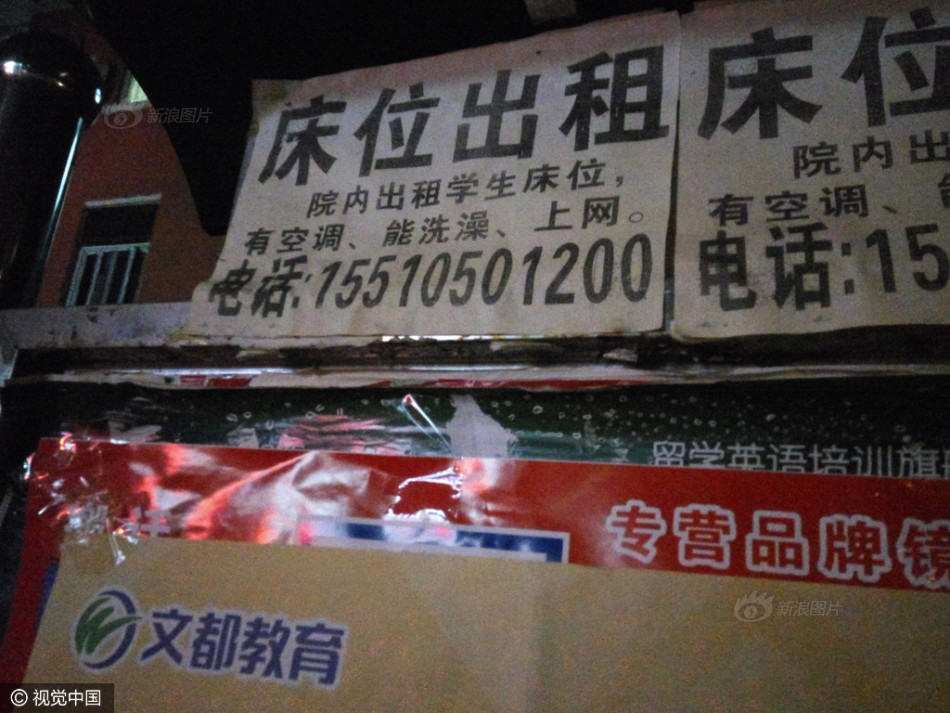 床位出租
院内出租学生床位，
有空调、能洗澡、上网。
电话:15510501200
床位
院内出
有空调、
电话:15
留学英语培训旗
专营品牌镜
文都教育
新浪图片
新浪图片
© 视觉中国